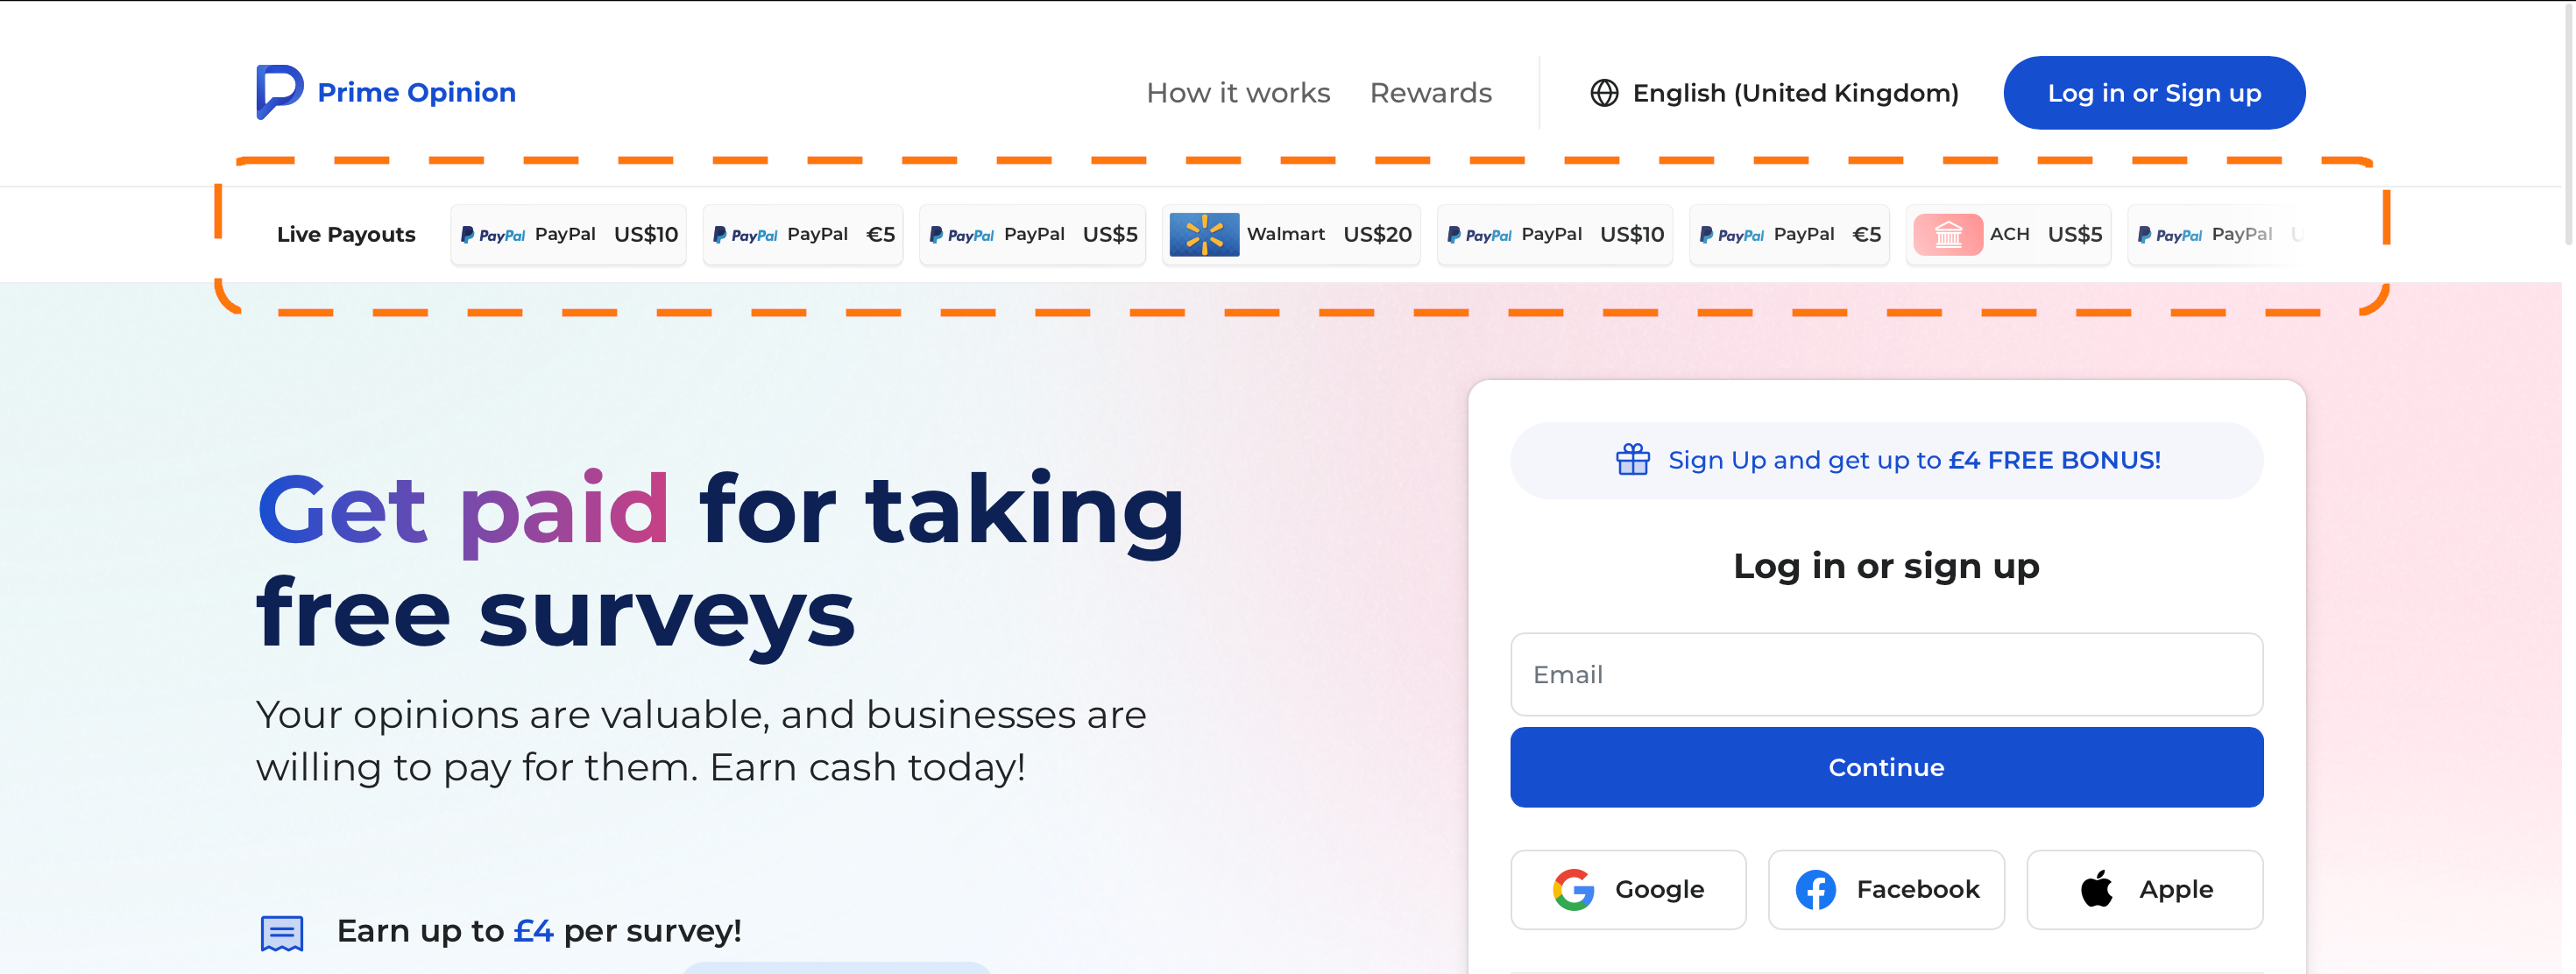 Prime Opinion
How it works Rewards English (United Kingdom) Log in or Sign up
Live Payouts PayPal PayPal US$10 PayPal PayPal €5 PayPal PayPal US$5 Walmart US$20 PayPal PayPal US$10 PayPal PayPal €5 ACH US$5 PayPal PayPal
Get paid for taking
free surveys
Your opinions are valuable, and businesses are
willing to pay for them. Earn cash today!
Earn up to £4 per survey!
Sign Up and get up to £4 FREE BONUS!
Log in or sign up
Email
Continue
Google Facebook Apple